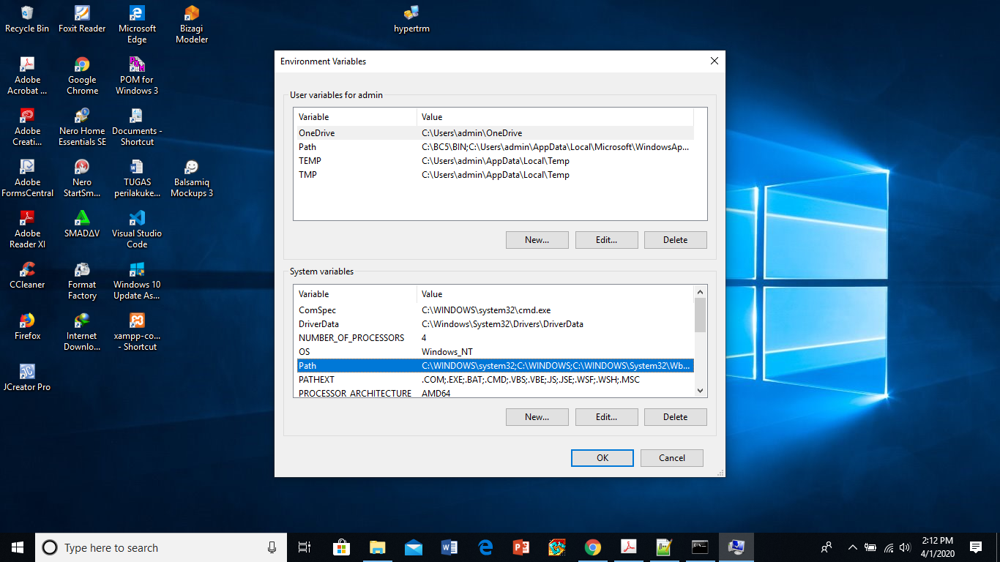 Recycle Bin
Foxit Reader
Microsoft
Edge
Bizagi
Modeler
hypertrm
Adobe
Acrobat ...
Google
Chrome
POM for
Windows 3
Adobe
Creati...
Nero Home
Essentials SE
Documents -
Shortcut
Adobe
FormsCentral
Nero
StartSm...
TUGAS
perilakuke...
Balsamiq
Mockups 3
Adobe
Reader XI
SMADΔV
Visual Studio
Code
CCleaner
Format
Factory
Windows 10
Update As...
Firefox
Internet
Downlo...
xampp-co...
- Shortcut
JCreator Pro
Environment Variables
User variables for admin
Variable Value
OneDrive C:\Users\admin\OneDrive
Path C:\BC5\BIN;C:\Users\admin\AppData\Local\Microsoft\WindowsAp...
TEMP C:\Users\admin\AppData\Local\Temp
TMP C:\Users\admin\AppData\Local\Temp
New... Edit... Delete
System variables
Variable Value
ComSpec C:\WINDOWS\system32\cmd.exe
DriverData C:\Windows\System32\Drivers\DriverData
NUMBER_OF_PROCESSORS 4
OS Windows_NT
Path C:\WINDOWS\system32;C:\WINDOWS;C:\WINDOWS\System32\Wb...
PATHEXT .COM;.EXE;.BAT;.CMD;.VBS;.VBE;.JS;.JSE;.WSF;.WSH;.MSC
PROCESSOR_ARCHITECTURE AMD64
New... Edit... Delete
OK Cancel
Type here to search
2:12 PM
4/1/2020